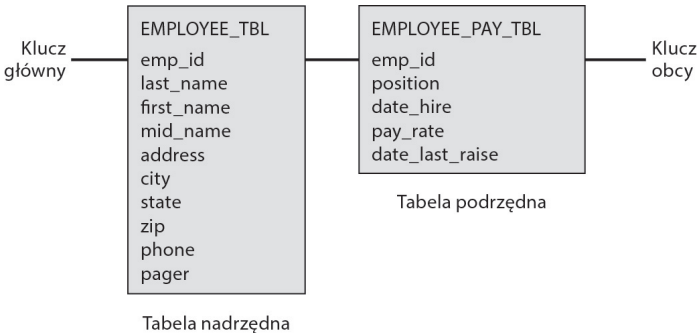 Klucz
główny
EMPLOYEE_TBL
emp_id
last_name
first_name
mid_name
address
city
state
zip
phone
pager
Tabela nadrzędna
EMPLOYEE_PAY_TBL
emp_id
position
date_hire
pay_rate
date_last_raise
Tabela podrzędna
Klucz
obcy